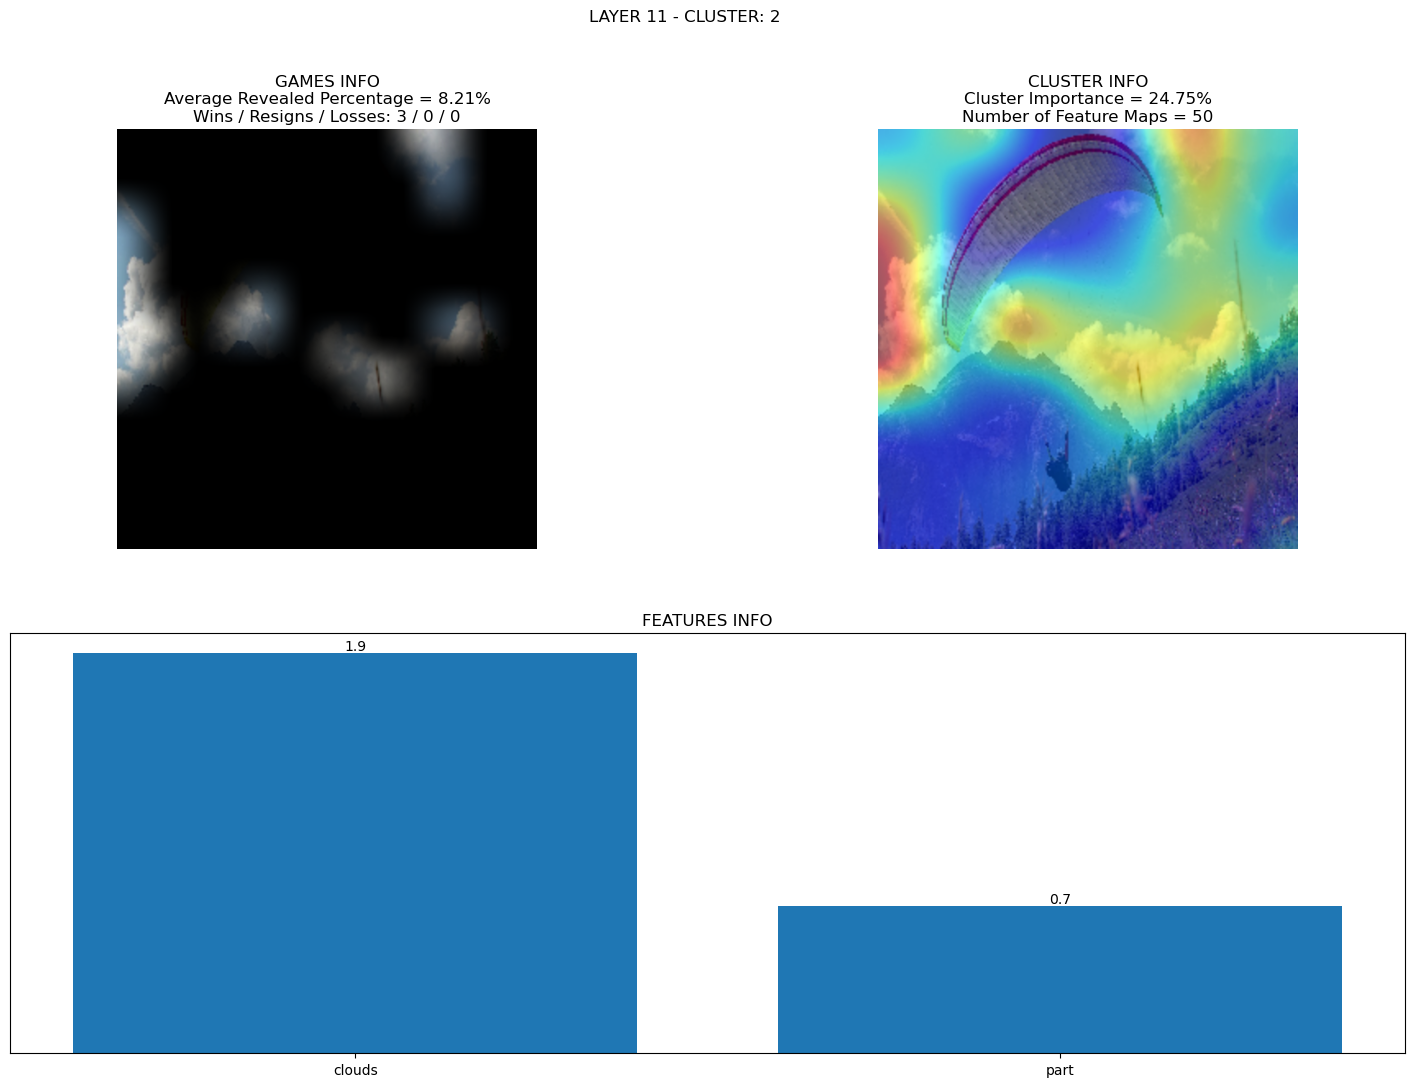 LAYER 11 - CLUSTER: 2
GAMES INFO
Average Revealed Percentage = 8.21%
Wins / Resigns / Losses: 3 / 0 / 0
CLUSTER INFO
Cluster Importance = 24.75%
Number of Feature Maps = 50
FEATURES INFO
1.9
0.7
clouds
part